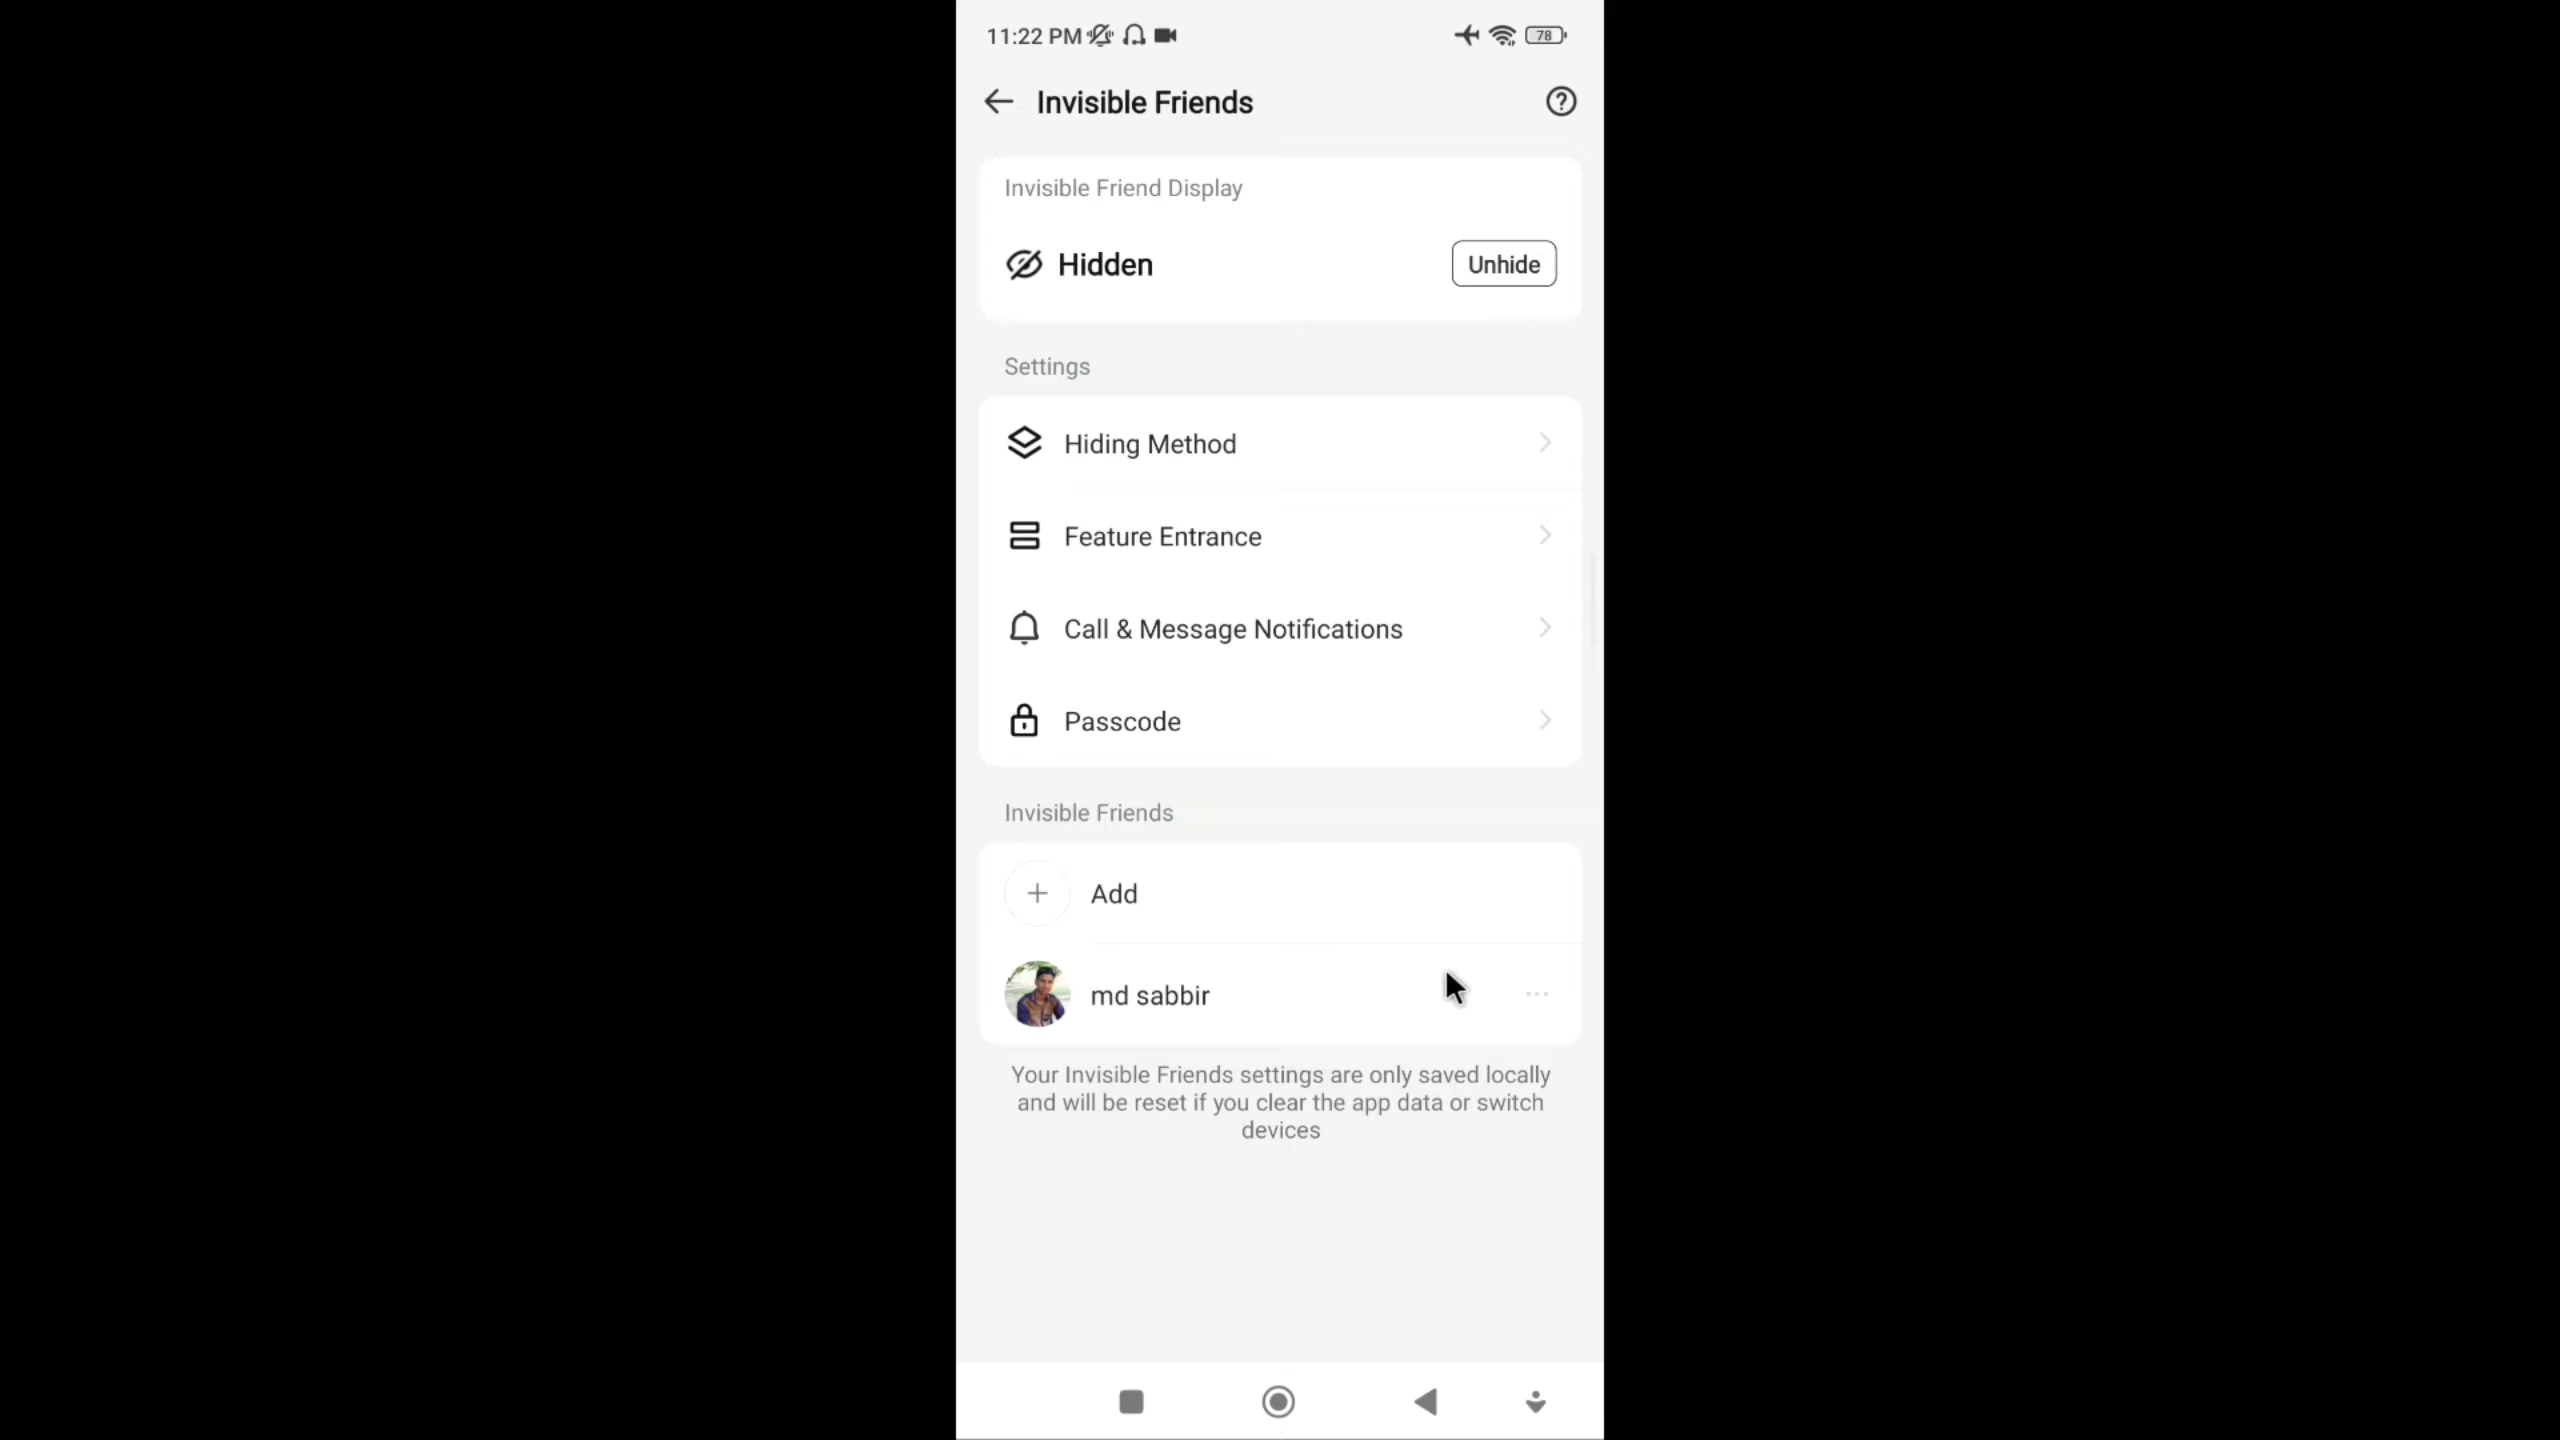 11:22 PM
78
Invisible Friends
Invisible Friend Display
Hidden
Unhide
Settings
Hiding Method
Feature Entrance
Call & Message Notifications
Passcode
Invisible Friends
Add
md sabbir
Your Invisible Friends settings are only saved locally
and will be reset if you clear the app data or switch
devices